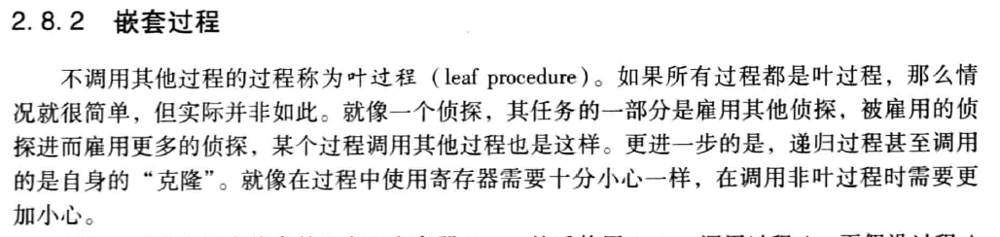 2.8.2 嵌套过程
不调用其他过程的过程称为叶过程（leaf procedure）。如果所有过程都是叶过程，那么情
况就很简单，但实际并非如此。就像一个侦探，其任务的一部分是雇用其他侦探，被雇用的侦
探进而雇用更多的侦探，某个过程调用其他过程也是这样。更进一步的是，递归过程甚至调用
的是自身的“克隆”。就像在过程中使用寄存器需要十分小心一样，在调用非叶过程时需要更
加小心。